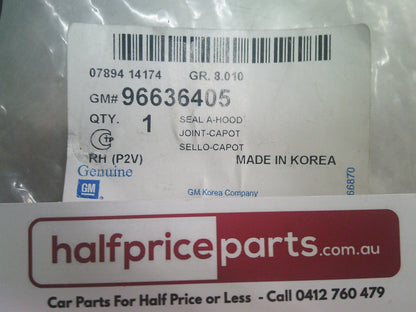 07894 14174 GR. 8.010
GM# 96636405
QTY. 1 SEAL A-HOOD
JOINT-CAPOT
SELLO-CAPOT
RH (P2V) MADE IN KOREA
Genuine
GM
GM Korea Company
66870
halfpriceparts.com.au
Car Parts For Half Price or Less - Call 0412 760 479